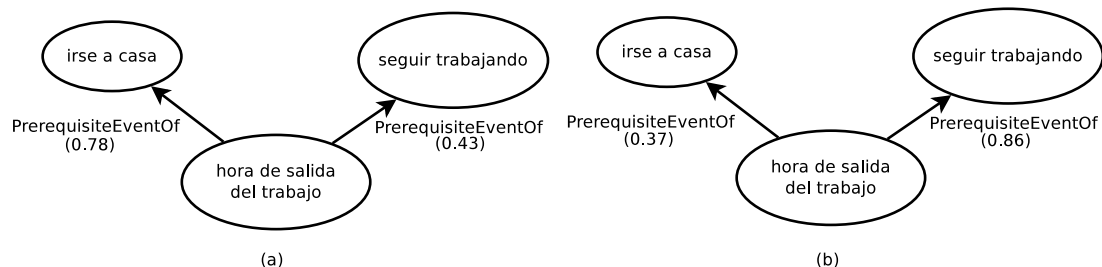 irse a casa
seguir trabajando
PrerequisiteEventOf
(0.78)
PrerequisiteEventOf
(0.43)
hora de salida
del trabajo
(a)
irse a casa
seguir trabajando
PrerequisiteEventOf
(0.37)
PrerequisiteEventOf
(0.86)
hora de salida
del trabajo
(b)